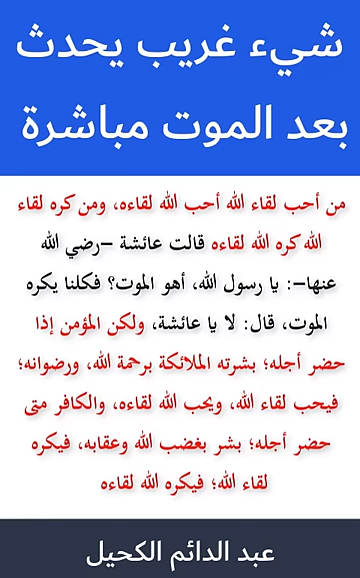 شيء غريب يحدث
بعد الموت مباشرة
من أحب لقاء الله أحب الله لقاءه، ومن كره لقاء
الله كره الله لقاءه قالت عائشة -رضي الله
عنها-: يا رسول الله، أهو الموت؟ فكلنا يكره
الموت، قال: لا يا عائشة، ولكن المؤمن إذا
حضر أجله؛ بشرته الملائكة برحمة الله، ورضوانه؛
فيحب لقاء الله، ويحب الله لقاءه، والكافر متى
حضر أجله؛ بشر بغضب الله وعقابه، فيكره
لقاء الله؛ فيكره الله لقاءه
عبد الدائم الكحيل